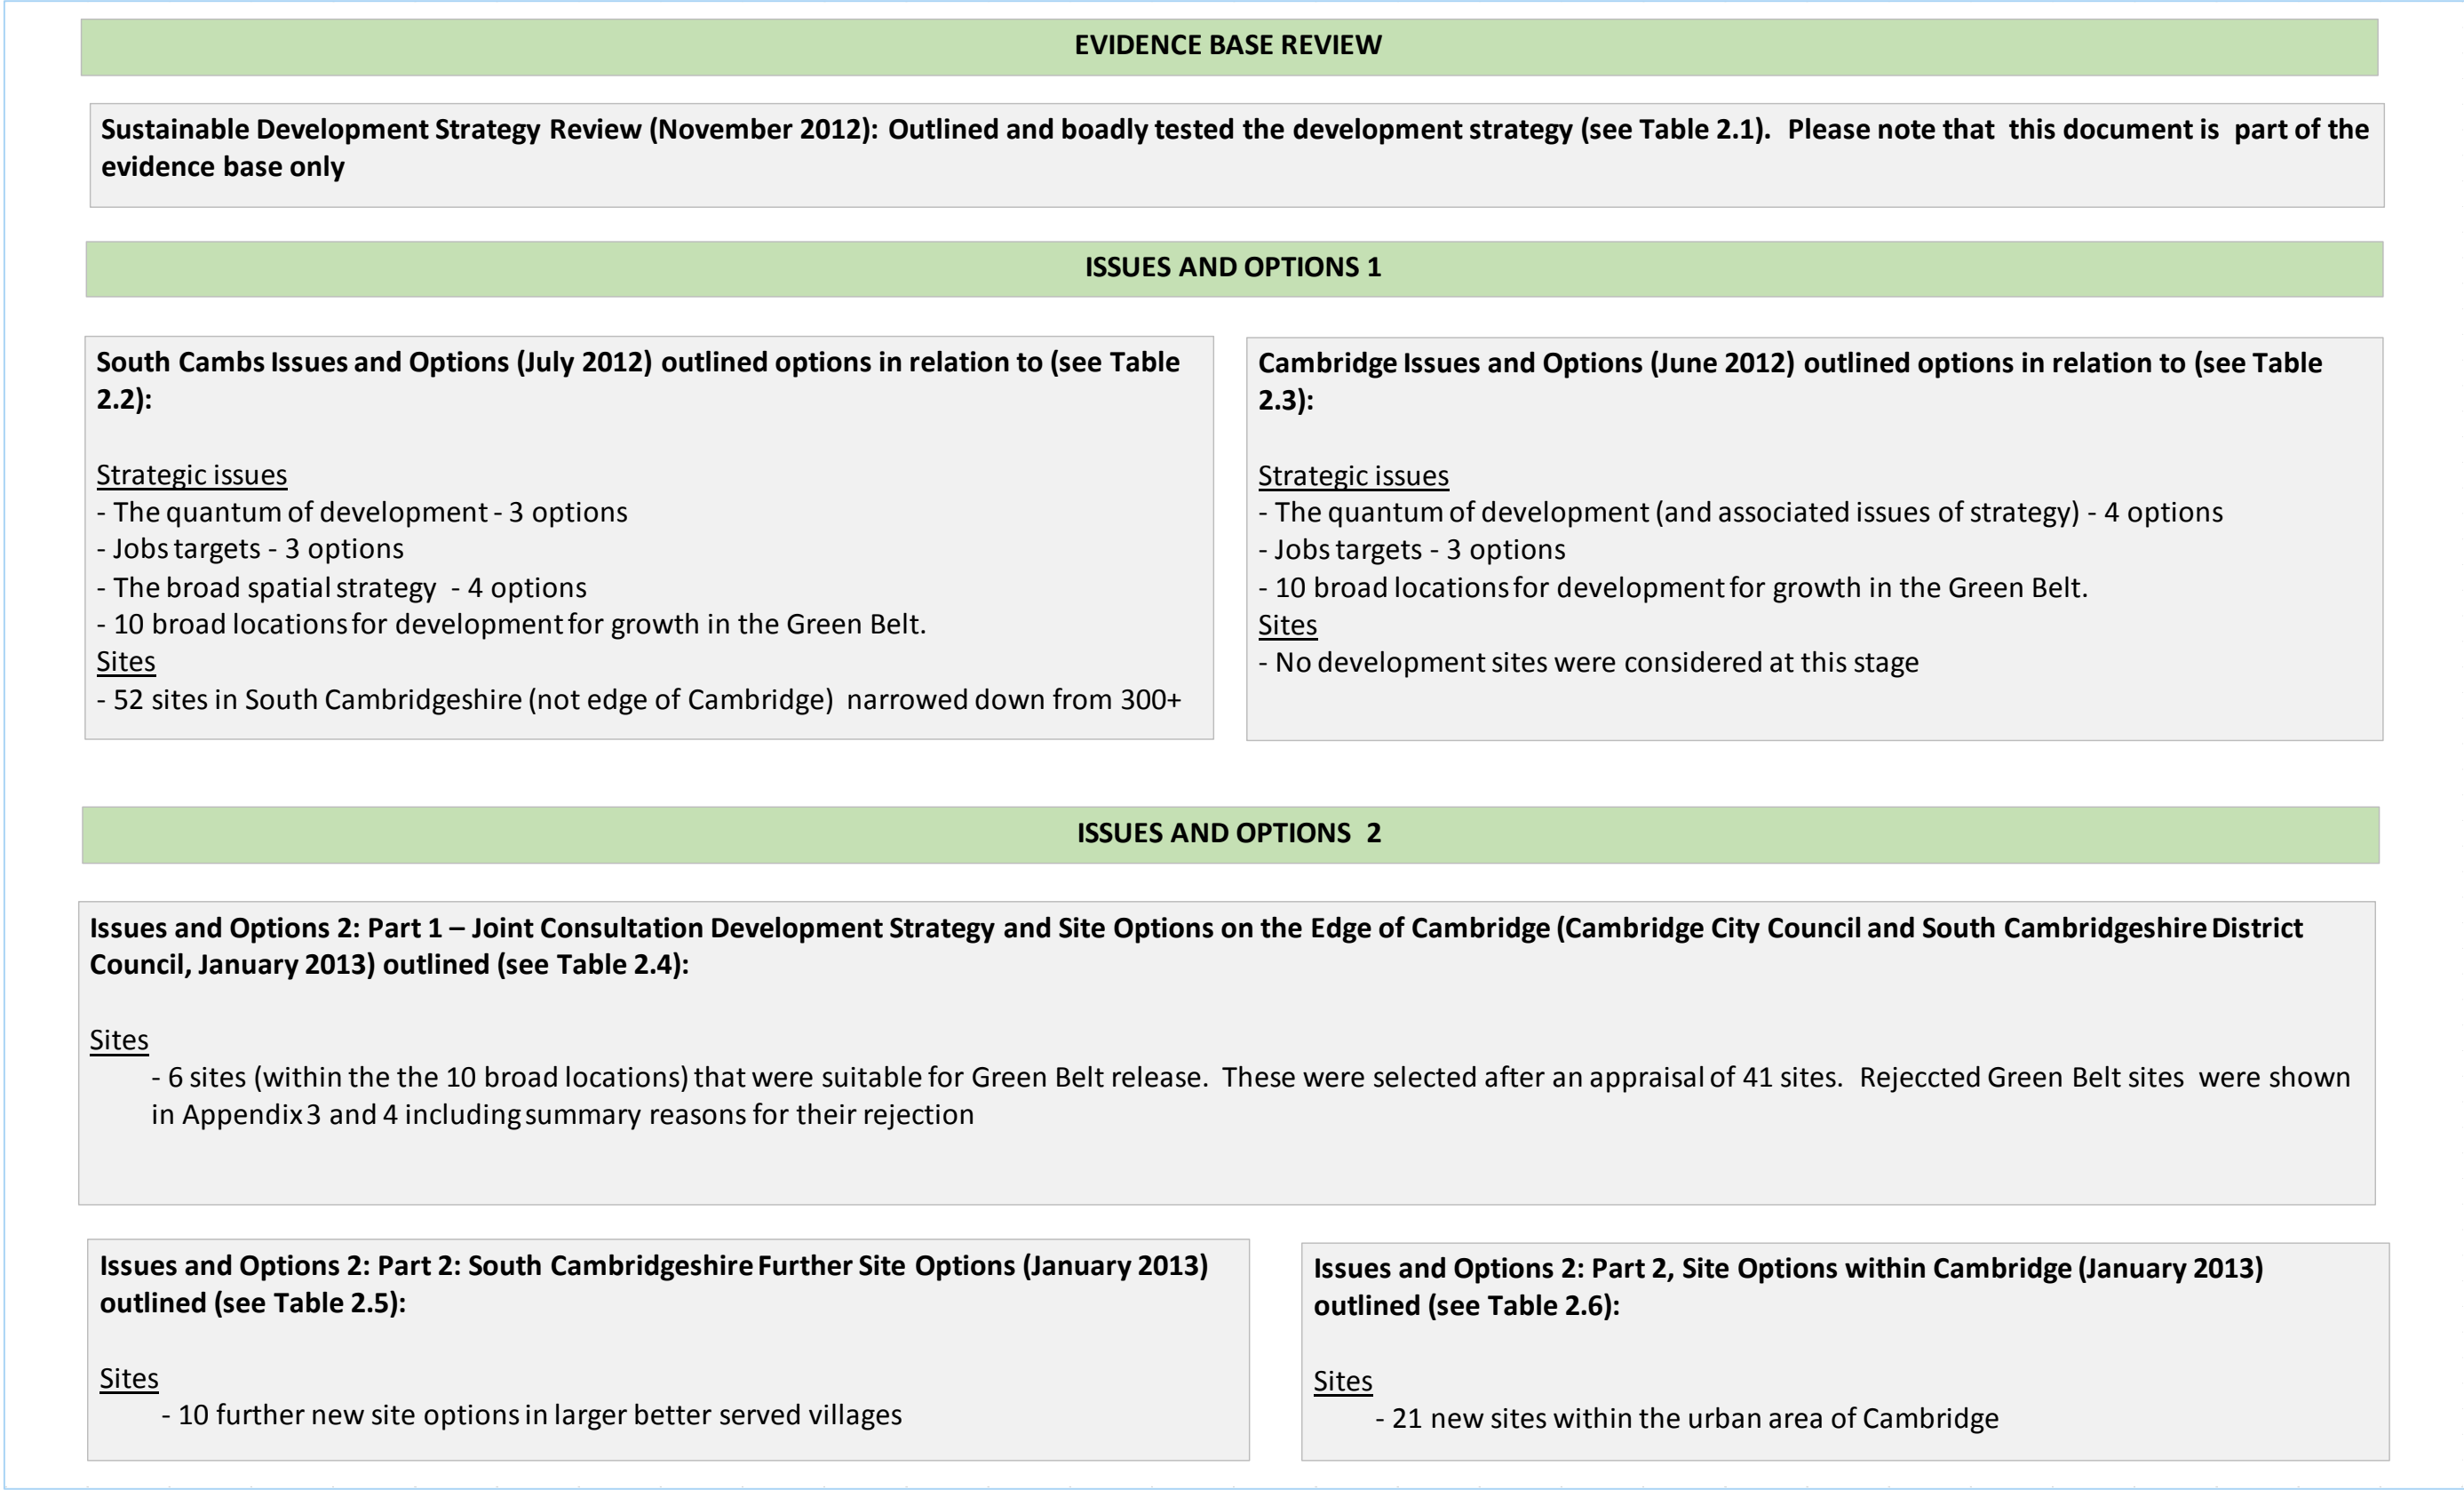 EVIDENCE BASE REVIEW
Sustainable Development Strategy Review (November 2012): Outlined and boadly tested the development strategy (see Table 2.1). Please note that this document is part of the
evidence base only
ISSUES AND OPTIONS 1
South Cambs Issues and Options (July 2012) outlined options in relation to (see Table
2.2):
Strategic issues
- The quantum of development - 3 options
- Jobs targets - 3 options
- The broad spatial strategy - 4 options
- 10 broad locations for development for growth in the Green Belt.
Sites
- 52 sites in South Cambridgeshire (not edge of Cambridge) narrowed down from 300+
Cambridge Issues and Options (June 2012) outlined options in relation to (see Table
2.3):
Strategic issues
- The quantum of development (and associated issues of strategy) - 4 options
- Jobs targets - 3 options
- 10 broad locations for development for growth in the Green Belt.
Sites
- No development sites were considered at this stage
ISSUES AND OPTIONS 2
Issues and Options 2: Part 1 – Joint Consultation Development Strategy and Site Options on the Edge of Cambridge (Cambridge City Council and South Cambridgeshire District
Council, January 2013) outlined (see Table 2.4):
Sites
- 6 sites (within the the 10 broad locations) that were suitable for Green Belt release. These were selected after an appraisal of 41 sites. Rejeccted Green Belt sites were shown
in Appendix 3 and 4 including summary reasons for their rejection
Issues and Options 2: Part 2: South Cambridgeshire Further Site Options (January 2013)
outlined (see Table 2.5):
Sites
- 10 further new site options in larger better served villages
Issues and Options 2: Part 2, Site Options within Cambridge (January 2013)
outlined (see Table 2.6):
Sites
- 21 new sites within the urban area of Cambridge